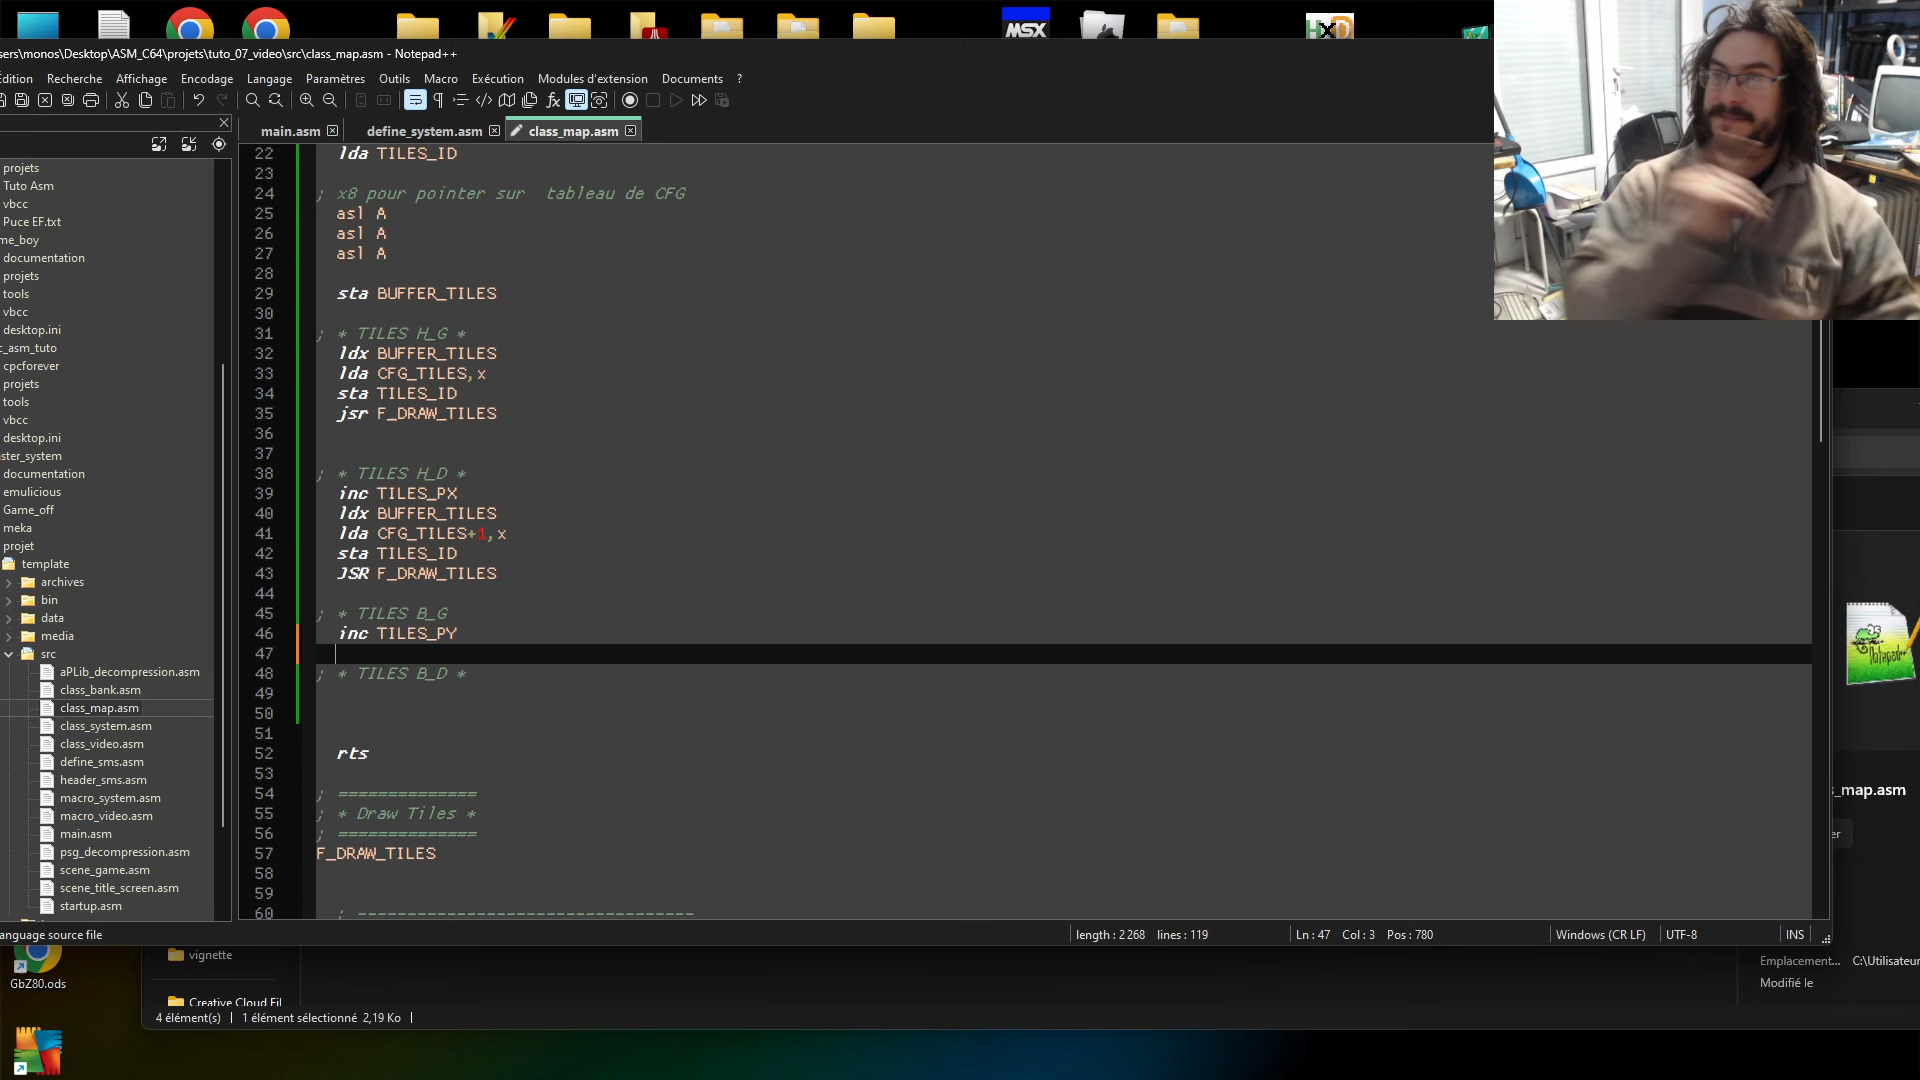 MSX
HxD
sers\monos\Desktop\ASM_C64\projets\tuto_07_video\src\class_map.asm - Notepad++
Édition Recherche Affichage Encodage Langage Paramètres Outils Macro Exécution Modules d'extension Documents ?
main.asm define_system.asm class_map.asm
projets
Tuto Asm
vbcc
Puce EF.txt
me_boy
documentation
projets
tools
vbcc
desktop.ini
c_asm_tuto
cpcforever
projets
tools
vbcc
desktop.ini
ster_system
documentation
emulicious
Game_off
meka
projet
template
archives
bin
data
media
src
aPLib_decompression.asm
class_bank.asm
class_map.asm
class_system.asm
class_video.asm
define_sms.asm
header_sms.asm
macro_system.asm
macro_video.asm
main.asm
psg_decompression.asm
scene_game.asm
scene_title_screen.asm
startup.asm
22 lda TILES_ID
23
24 ; x8 pour pointer sur  tableau de CFG
25 asl A
26 asl A
27 asl A
28
29 sta BUFFER_TILES
30
31 ; * TILES H_G *
32 ldx BUFFER_TILES
33 lda CFG_TILES,x
34 sta TILES_ID
35 jsr F_DRAW_TILES
36
37
38 ; * TILES H_D *
39 inc TILES_PX
40 ldx BUFFER_TILES
41 lda CFG_TILES+1,x
42 sta TILES_ID
43 JSR F_DRAW_TILES
44
45 ; * TILES B_G
46 inc TILES_PY
47
48 ; * TILES B_D *
49
50
51
52 rts
53
54 ; ==============
55 ; * Draw Tiles *
56 ; ==============
57 F_DRAW_TILES
58
59
60 ; ----------------------------------
anguage source file
length : 2 268 lines : 119
Ln : 47 Col : 3 Pos : 780
Windows (CR LF)
UTF-8
INS
Notepad++
s_map.asm
er
Emplacement... C:\Utilisateur
Modifié le
GbZ80.ods
vignette
Creative Cloud Fil
4 élément(s) 1 élément sélectionné 2,19 Ko